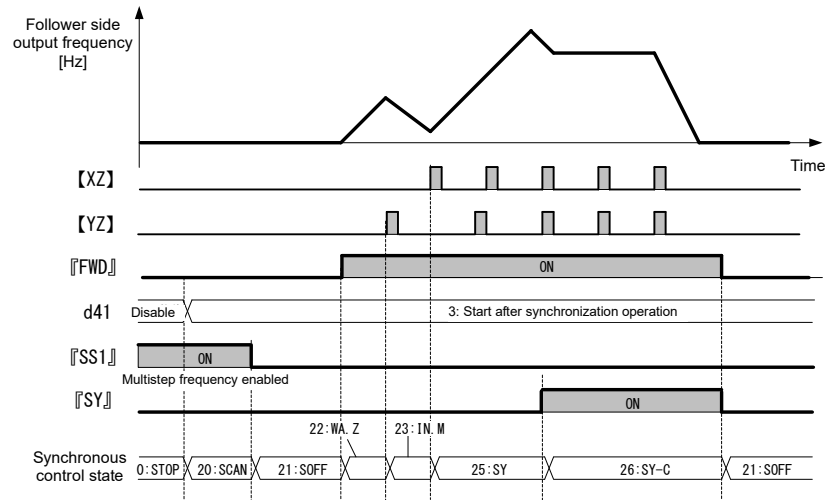 Follower side
output frequency
[Hz]
Time
【XZ】
【YZ】
『FWD』
ON
d41
Disable
3: Start after synchronization operation
『SS1』
ON
Multistep frequency enabled
『SY』
ON
22:WA.Z
23:IN.M
Synchronous
control state
0:STOP
20:SCAN
21:SOFF
25:SY
26:SY-C
21:SOFF